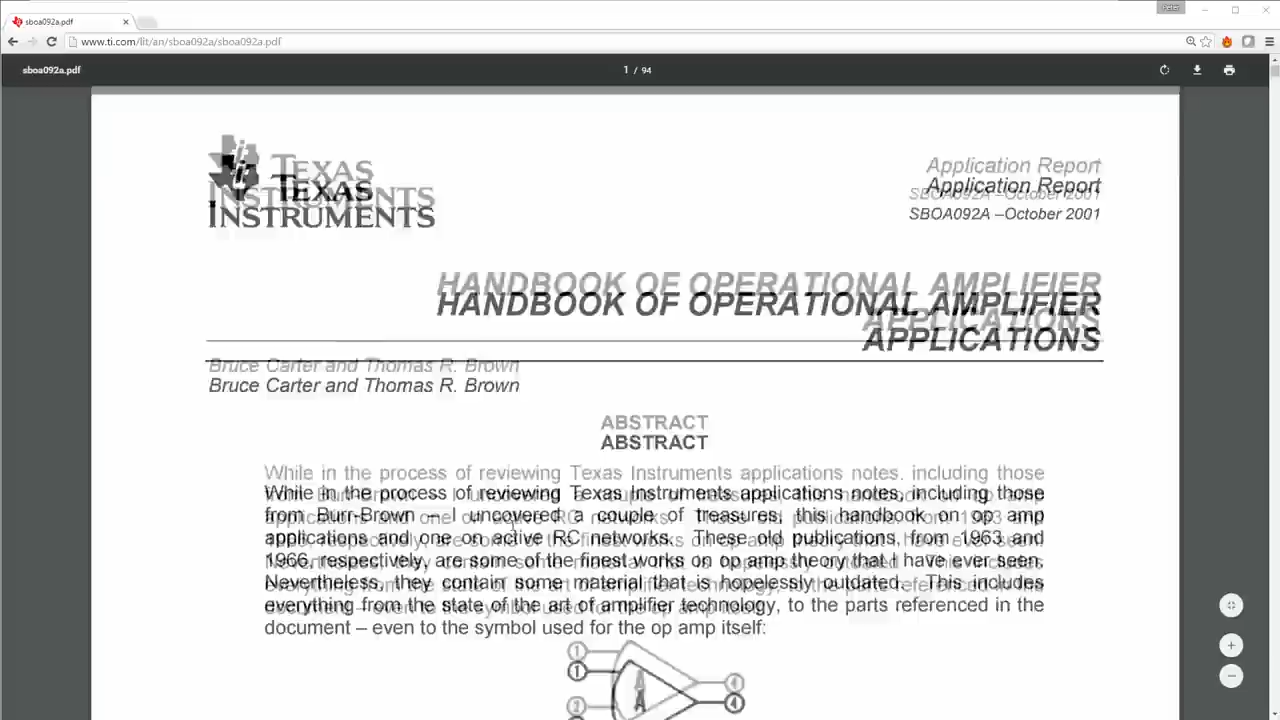 Peter
sboa092a.pdf
www.ti.com/lit/an/sboa092a/sboa092a.pdf
sboa092a.pdf
1 / 94
TEXAS
INSTRUMENTS
Application Report
SBOA092A –October 2001
HANDBOOK OF OPERATIONAL AMPLIFIER
APPLICATIONS
Bruce Carter and Thomas R. Brown
ABSTRACT
While in the process of reviewing Texas Instruments applications notes, including those
from Burr-Brown – I uncovered a couple of treasures, this handbook on op amp
applications and one on active RC networks. These old publications, from 1963 and
1966, respectively, are some of the finest works on op amp theory that I have ever seen.
Nevertheless, they contain some material that is hopelessly outdated. This includes
everything from the state of the art of amplifier technology, to the parts referenced in the
document – even to the symbol used for the op amp itself:
1
A
4
2